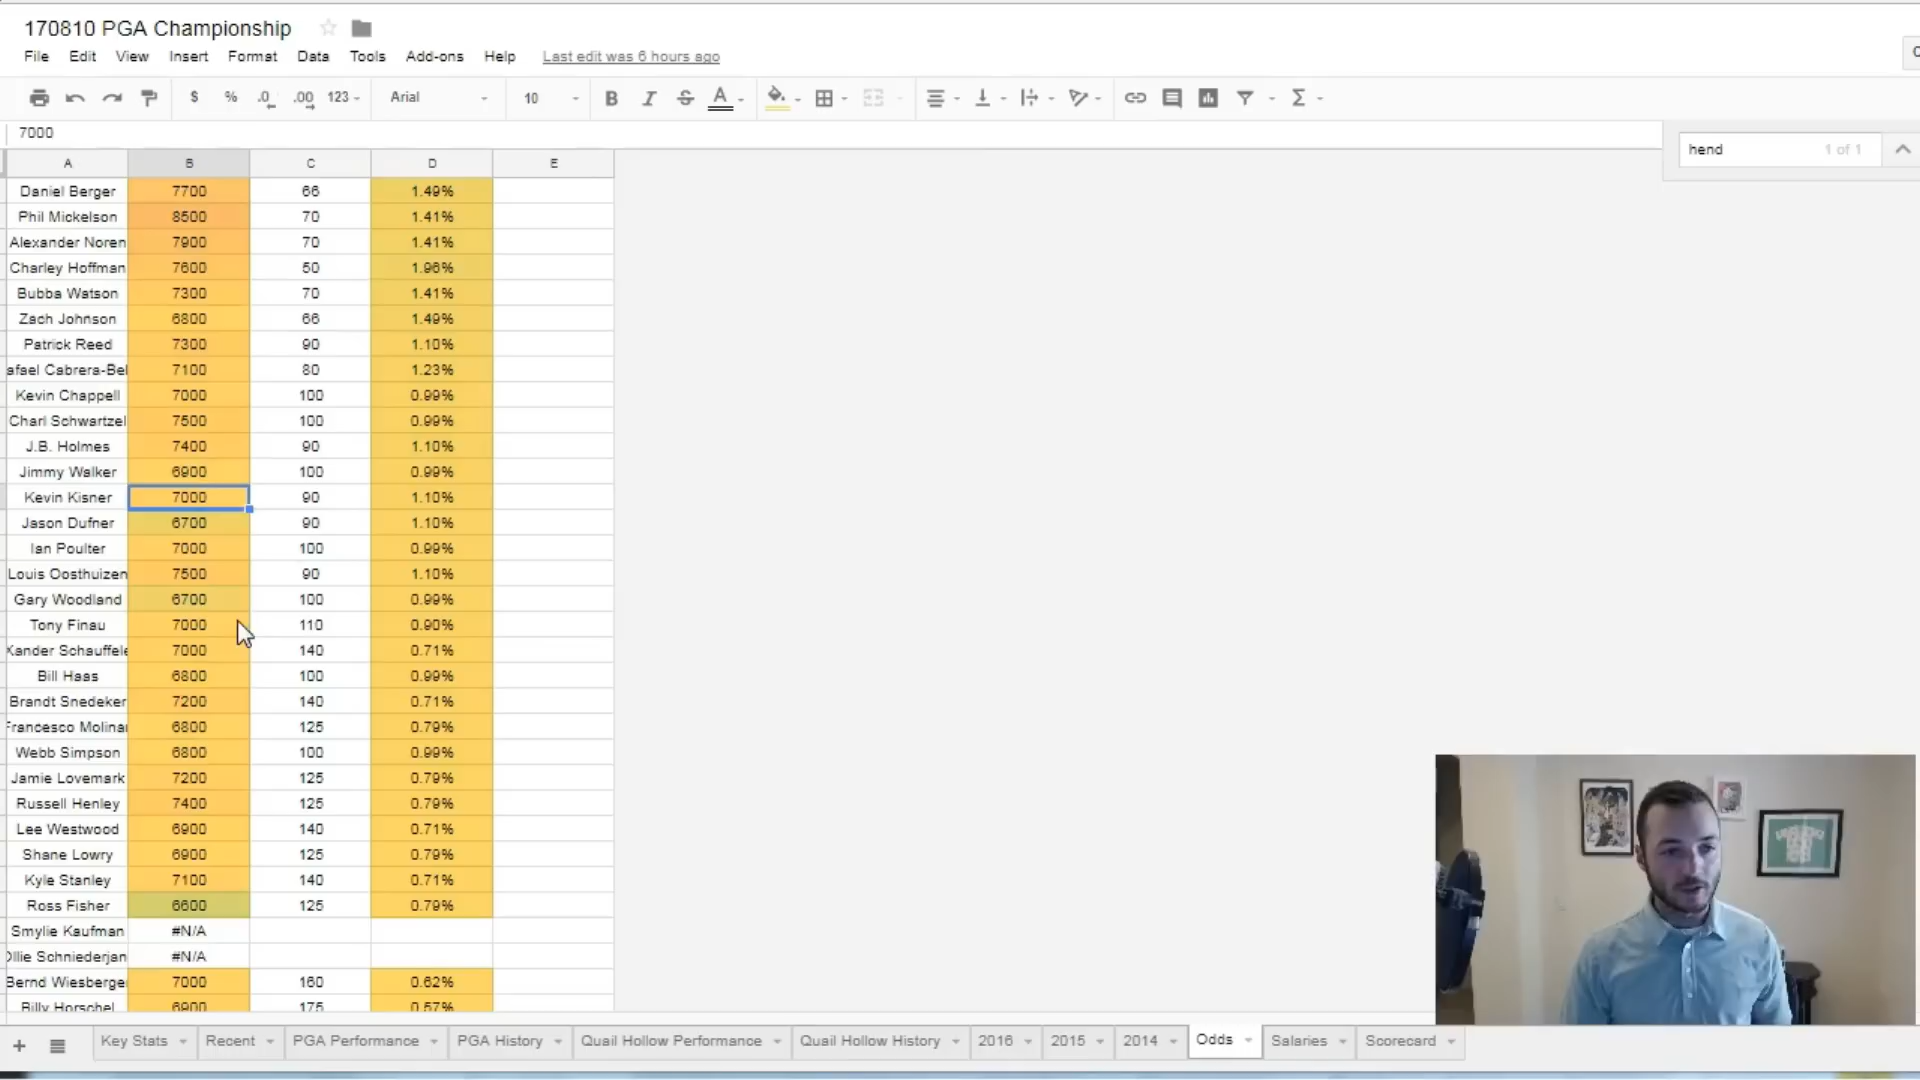 170810 PGA Championship
File Edit View Insert Format Data Tools Add-ons Help Last edit was 6 hours ago
$ % .0 .00 123 Arial 10 B I S A Σ
7000
hend 1 of 1
A B C D E
Daniel Berger 7700 66 1.49%
Phil Mickelson 8500 70 1.41%
Alexander Noren 7900 70 1.41%
Charley Hoffman 7600 50 1.96%
Bubba Watson 7300 70 1.41%
Zach Johnson 6800 66 1.49%
Patrick Reed 7300 90 1.10%
afael Cabrera-Bel 7100 80 1.23%
Kevin Chappell 7000 100 0.99%
Charl Schwartzel 7500 100 0.99%
J.B. Holmes 7400 90 1.10%
Jimmy Walker 6900 100 0.99%
Kevin Kisner 7000 90 1.10%
Jason Dufner 6700 90 1.10%
Ian Poulter 7000 100 0.99%
Louis Oosthuizen 7500 90 1.10%
Gary Woodland 6700 100 0.99%
Tony Finau 7000 110 0.90%
Xander Schauffele 7000 140 0.71%
Bill Haas 6800 100 0.99%
Brandt Snedeker 7200 140 0.71%
Francesco Molinar 6800 125 0.79%
Webb Simpson 6800 100 0.99%
Jamie Lovemark 7200 125 0.79%
Russell Henley 7400 125 0.79%
Lee Westwood 6900 140 0.71%
Shane Lowry 6900 125 0.79%
Kyle Stanley 7100 140 0.71%
Ross Fisher 6600 125 0.79%
Smylie Kaufman #N/A
Ollie Schniederjan #N/A
Bernd Wiesberge 7000 160 0.62%
Billy Horschel 6900 175 0.57%
+ Key Stats Recent PGA Performance PGA History Quail Hollow Performance Quail Hollow History 2016 2015 2014 Odds Salaries Scorecard